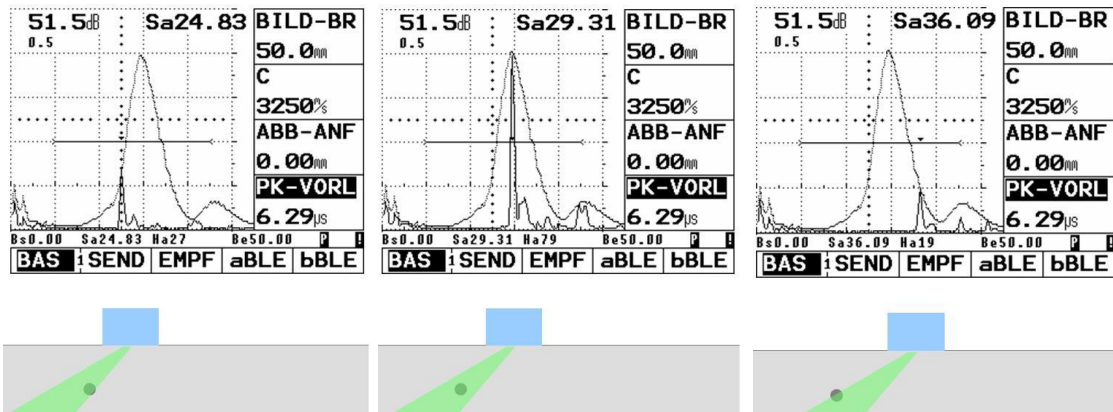 51.5dB Sa24.83 BILD-BR
0.5
50.0mm
C
3250m/s
ABB-ANF
0.00mm
PK-VORL
6.29µs
Bs0.00 Sa24.83 Ha27 Be50.00 P !
BAS 1 SEND EMPF aBLE bBLE
51.5dB Sa29.31 BILD-BR
0.5
50.0mm
C
3250m/s
ABB-ANF
0.00mm
PK-VORL
6.29µs
Bs0.00 Sa29.31 Ha79 Be50.00 P !
BAS 1 SEND EMPF aBLE bBLE
51.5dB Sa36.09 BILD-BR
0.5
50.0mm
C
3250m/s
ABB-ANF
0.00mm
PK-VORL
6.29µs
Bs0.00 Sa36.09 Ha19 Be50.00 P
BAS 1 SEND EMPF aBLE bBLE